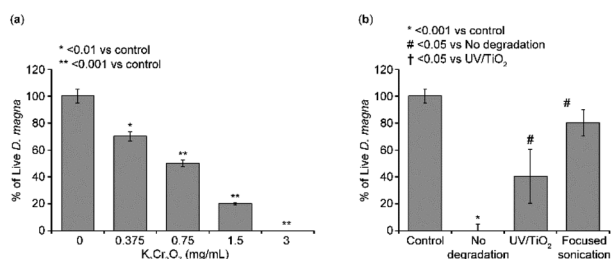 (a)
* <0.01 vs control
** <0.001 vs control
% of Live D. magna
120
100
80
60
40
20
0
*
**
**
**
0 0.375 0.75 1.5 3
K₂Cr₂O₇ (mg/mL)
(b)
* <0.001 vs control
# <0.05 vs No degradation
† <0.05 vs UV/TiO₂
% of Live D. magna
120
100
80
60
40
20
0
*
#
#
Control No degradation UV/TiO₂ Focused sonication